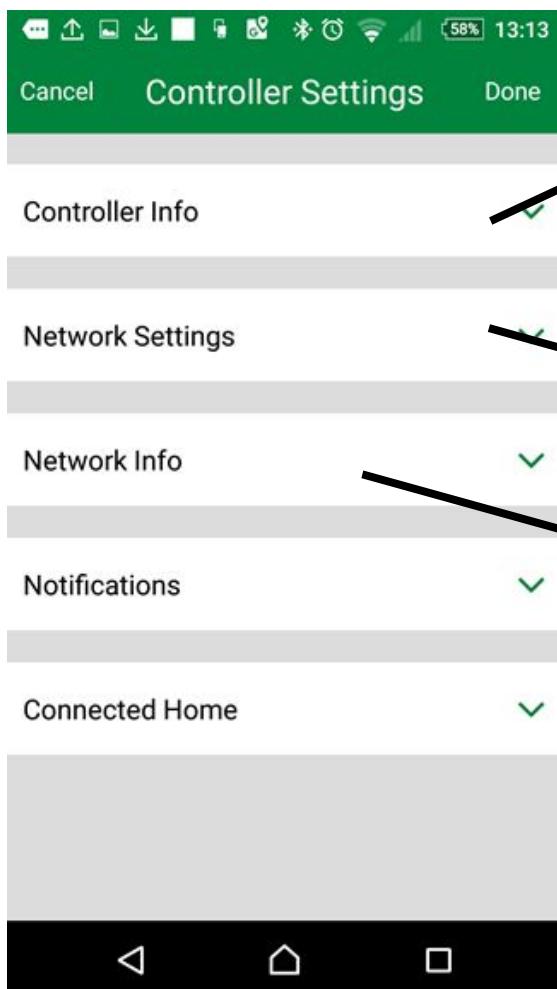 58% 13:13
Cancel Controller Settings Done
Controller Info
Network Settings
Network Info
Notifications
Connected Home